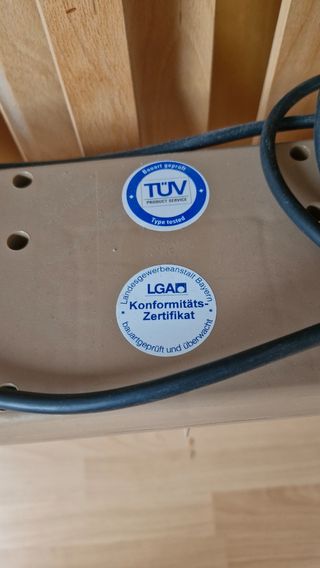 Bauart geprüft
TÜV
PRODUCT SERVICE
Type tested
Landesgewerbeanstalt Bayern
LGA
Konformitäts-
Zertifikat
bauartgeprüft und überwacht